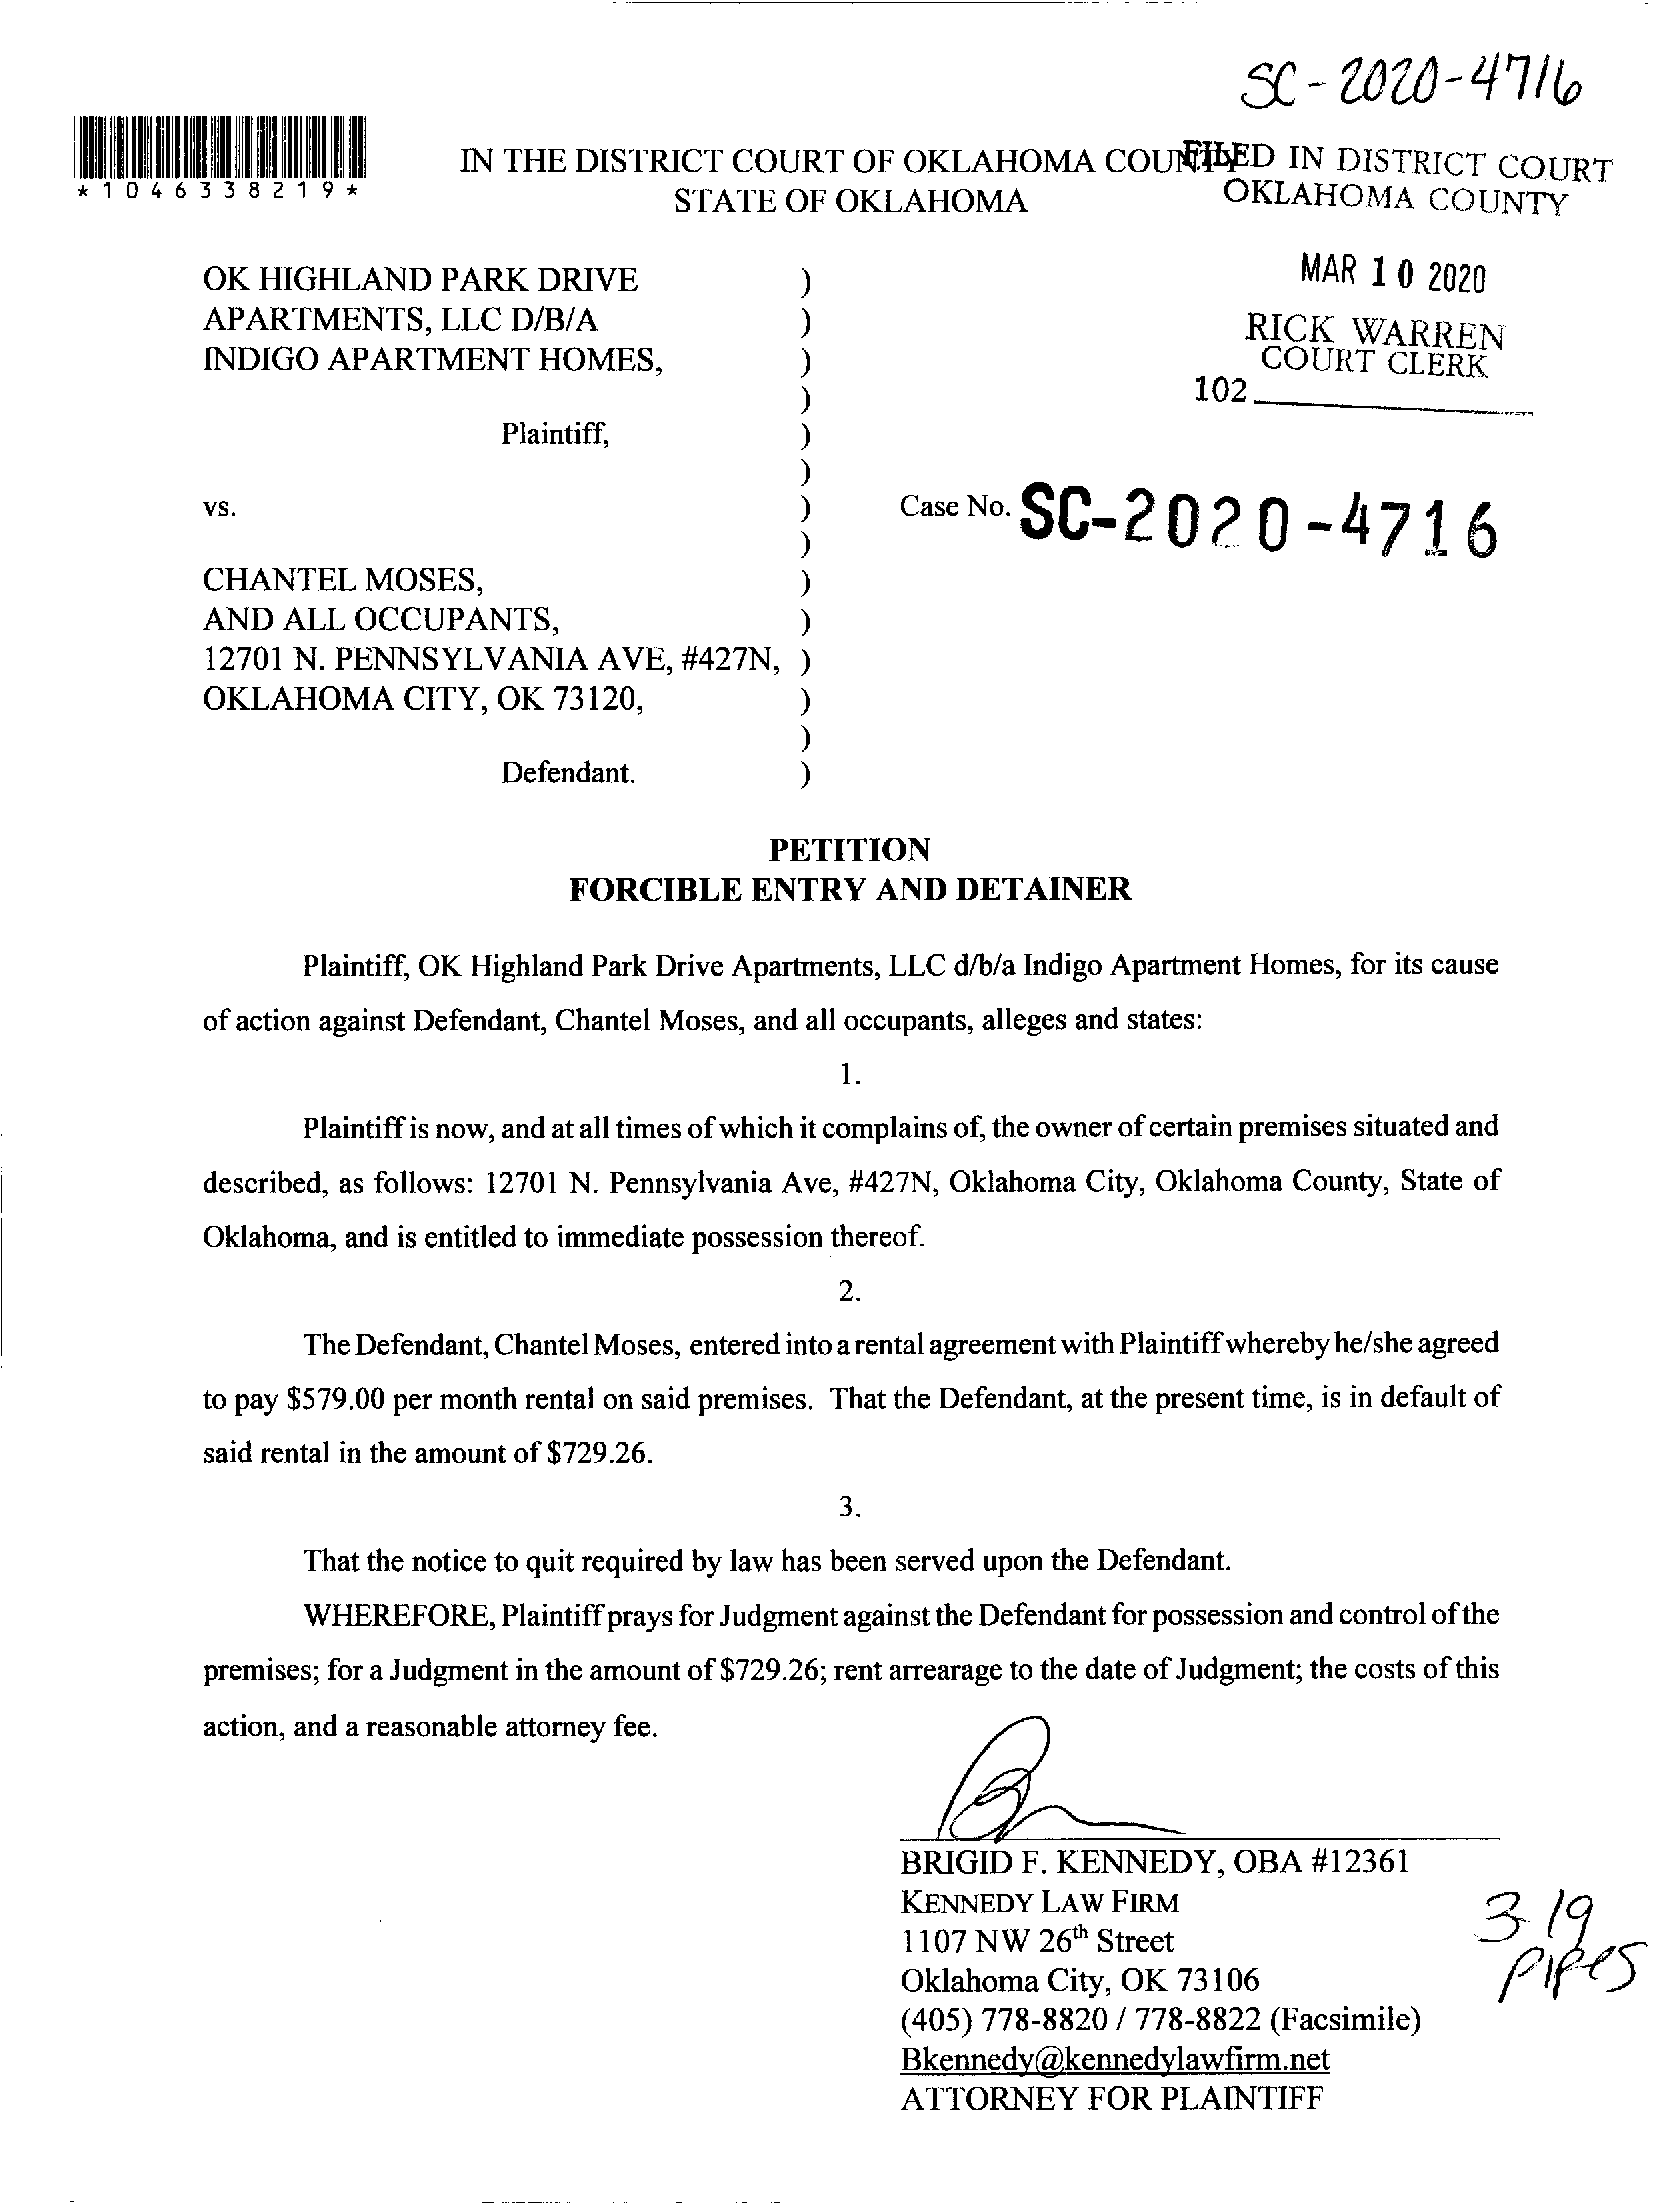 SC-2020-4716
*1046338219*
IN THE DISTRICT COURT OF OKLAHOMA COUNTY
STATE OF OKLAHOMA
FILED IN DISTRICT COURT
OKLAHOMA COUNTY
MAR 10 2020
RICK WARREN
COURT CLERK
102
OK HIGHLAND PARK DRIVE )
APARTMENTS, LLC D/B/A )
INDIGO APARTMENT HOMES, )
)
Plaintiff, )
)
vs. ) Case No. SC-2020-4716
)
CHANTEL MOSES, )
AND ALL OCCUPANTS, )
12701 N. PENNSYLVANIA AVE, #427N, )
OKLAHOMA CITY, OK 73120, )
)
Defendant. )
PETITION
FORCIBLE ENTRY AND DETAINER
Plaintiff, OK Highland Park Drive Apartments, LLC d/b/a Indigo Apartment Homes, for its cause
of action against Defendant, Chantel Moses, and all occupants, alleges and states:
1.
Plaintiff is now, and at all times of which it complains of, the owner of certain premises situated and
described, as follows: 12701 N. Pennsylvania Ave, #427N, Oklahoma City, Oklahoma County, State of
Oklahoma, and is entitled to immediate possession thereof.
2.
The Defendant, Chantel Moses, entered into a rental agreement with Plaintiff whereby he/she agreed
to pay $579.00 per month rental on said premises. That the Defendant, at the present time, is in default of
said rental in the amount of $729.26.
3.
That the notice to quit required by law has been served upon the Defendant.
WHEREFORE, Plaintiff prays for Judgment against the Defendant for possession and control of the
premises; for a Judgment in the amount of $729.26; rent arrearage to the date of Judgment; the costs of this
action, and a reasonable attorney fee.
BRIGID F. KENNEDY, OBA #12361
KENNEDY LAW FIRM
1107 NW 26th Street
Oklahoma City, OK 73106
(405) 778-8820 / 778-8822 (Facsimile)
Bkennedy@kennedylawfirm.net
ATTORNEY FOR PLAINTIFF
3-19
pipes